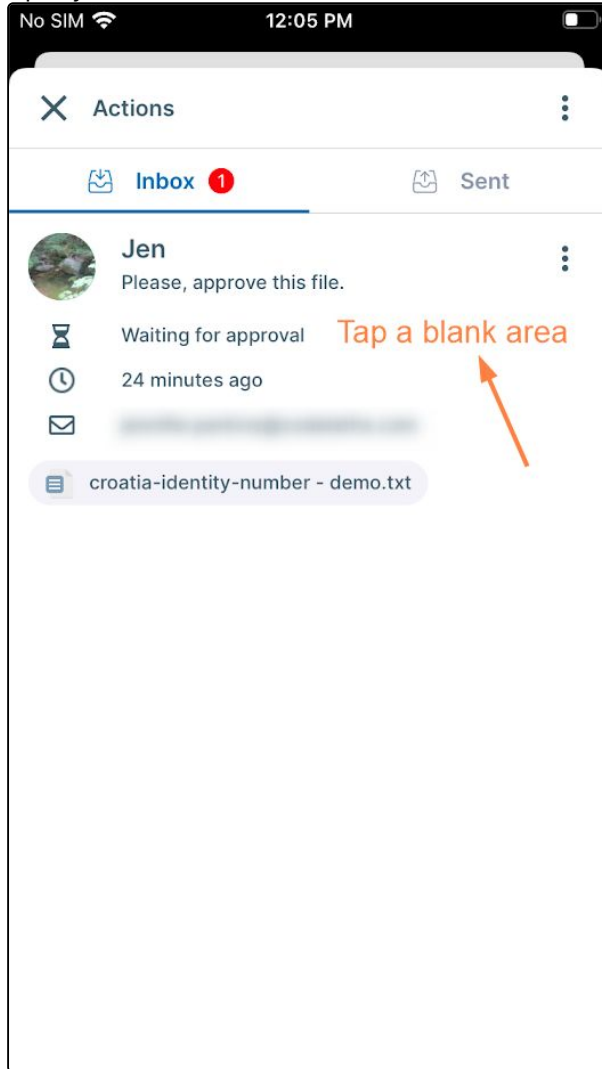 No SIM 12:05 PM
Actions
Inbox 1
Sent
Jen
Please, approve this file.
Waiting for approval
Tap a blank area
24 minutes ago
croatia-identity-number - demo.txt